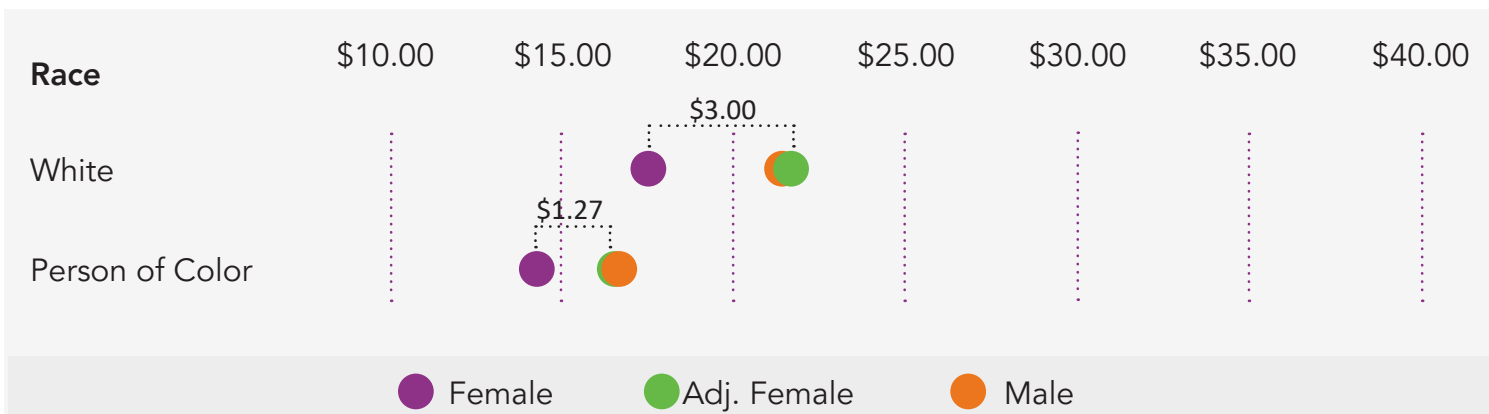 Race $10.00 $15.00 $20.00 $25.00 $30.00 $35.00 $40.00
$3.00
White
$1.27
Person of Color
Female Adj. Female Male